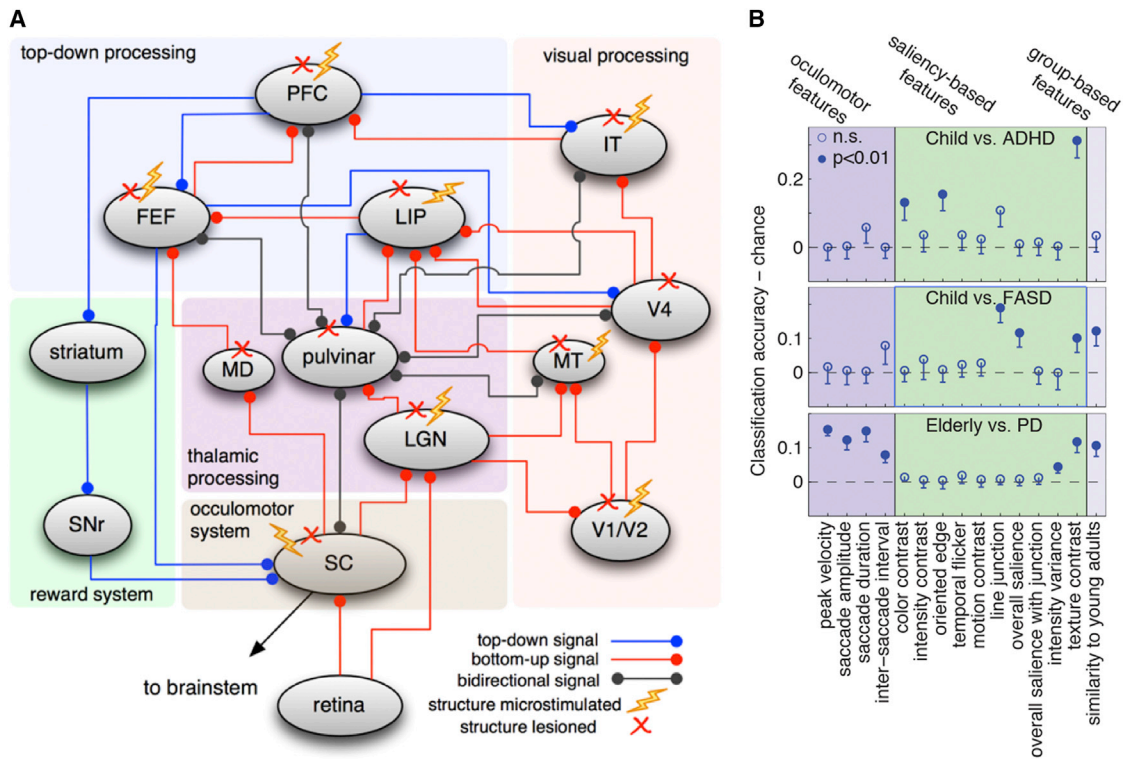 A
top-down processing
visual processing
PFC
IT
FEF
LIP
V4
striatum
MD
pulvinar
MT
LGN
thalamic
processing
SNr
occulomotor
system
V1/V2
SC
reward system
to brainstem
retina
top-down signal
bottom-up signal
bidirectional signal
structure microstimulated
structure lesioned
B
oculomotor
features
saliency-based
features
group-based
features
n.s.
p<0.01
Child vs. ADHD
0.2
0
Child vs. FASD
0.1
0
Elderly vs. PD
0.1
0
Classification accuracy – chance
peak velocity
saccade amplitude
saccade duration
inter-saccade interval
color contrast
intensity contrast
oriented edge
temporal flicker
motion contrast
line junction
overall salience
overall salience with junction
intensity variance
texture contrast
similarity to young adults